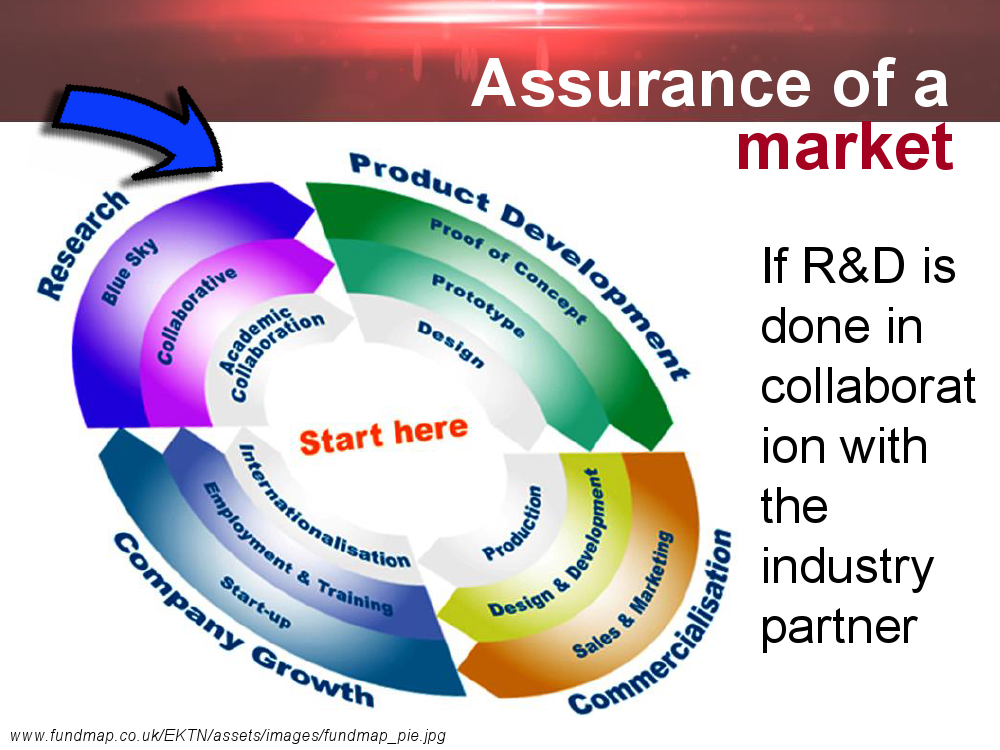 Assurance of a
market
Research
Blue Sky
Collaborative
Academic
Collaboration
Product Development
Proof of Concept
Prototype
Design
Start here
Internationalisation
Employment & Training
Start-up
Company Growth
Production
Design & Development
Sales & Marketing
Commercialisation
If R&D is
done in
collaborat
ion with
the
industry
partner
www.fundmap.co.uk/EKTN/assets/images/fundmap_pie.jpg